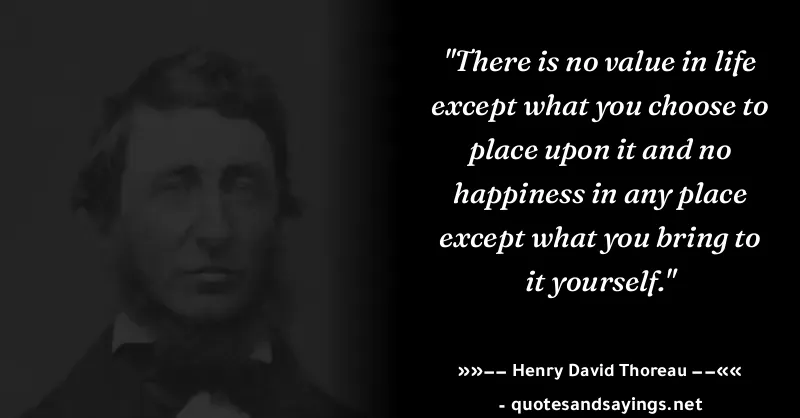 "There is no value in life
except what you choose to
place upon it and no
happiness in any place
except what you bring to
it yourself."
»»−− Henry David Thoreau −−««
- quotesandsayings.net